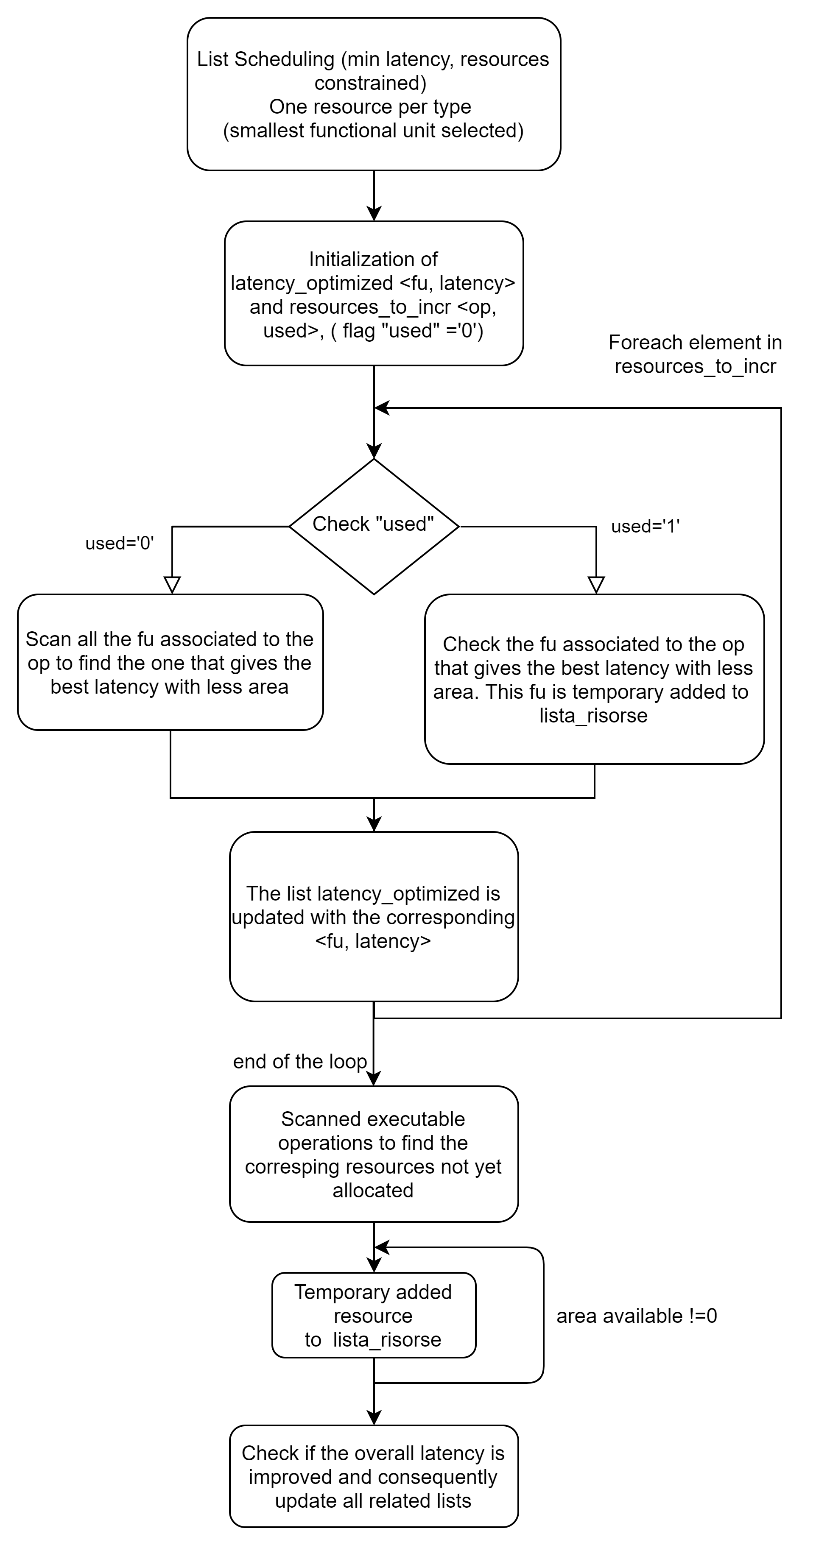 List Scheduling (min latency, resources
constrained)
One resource per type
(smallest functional unit selected)
Initialization of
latency_optimized <fu, latency>
and resources_to_incr <op,
used>, ( flag "used" ='0')
Foreach element in
resources_to_incr
Check "used"
used='0'
used='1'
Scan all the fu associated to the
op to find the one that gives the
best latency with less area
Check the fu associated to the op
that gives the best latency with less
area. This fu is temporary added to
lista_risorse
The list latency_optimized is
updated with the corresponding
<fu, latency>
end of the loop
Scanned executable
operations to find the
corresping resources not yet
allocated
Temporary added
resource
to lista_risorse
area available !=0
Check if the overall latency is
improved and consequently
update all related lists